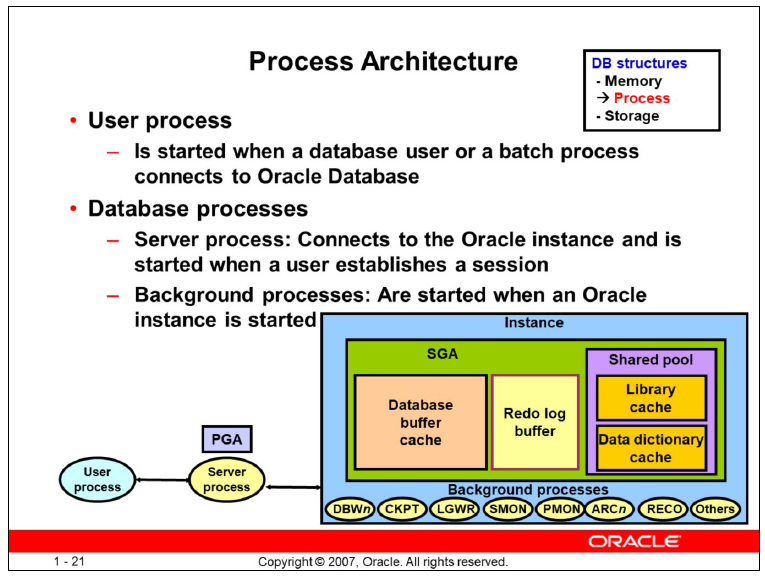 Process Architecture
DB structures
- Memory
→ Process
- Storage
• User process
– Is started when a database user or a batch process
connects to Oracle Database
• Database processes
– Server process: Connects to the Oracle instance and is
started when a user establishes a session
– Background processes: Are started when an Oracle
instance is started
Instance
SGA
Shared pool
Database
buffer
cache
Redo log
buffer
Library
cache
Data dictionary
cache
PGA
User
process
Server
process
Background processes
DBWn CKPT LGWR SMON PMON ARCn RECO Others
ORACLE
1 - 21
Copyright © 2007, Oracle. All rights reserved.